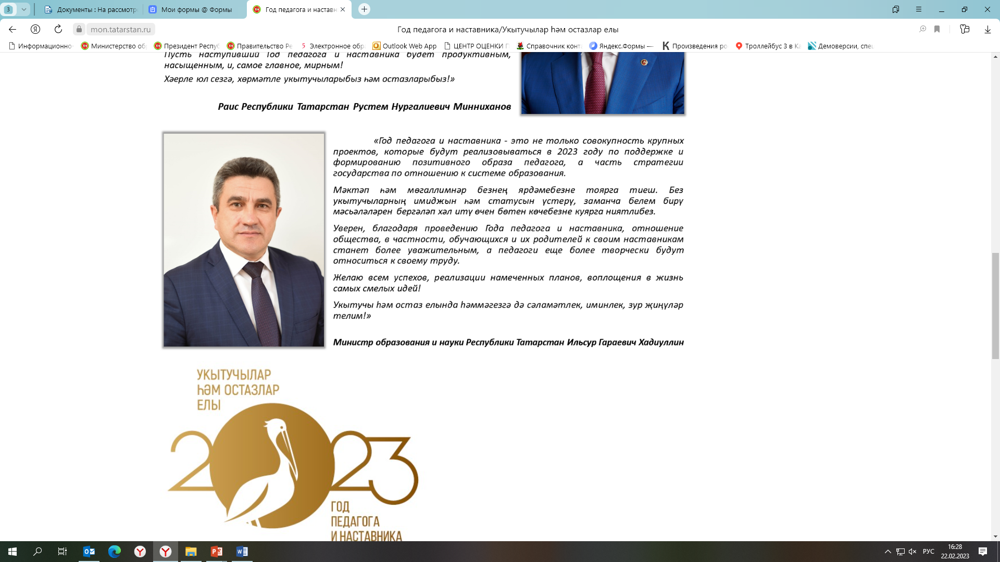 3
Документы : На рассмотр
Мои формы @ Формы
Год педагога и наставн
mon.tatarstan.ru
Год педагога и наставника/Укытучылар һәм остазлар елы
Информационно-
Министерство об
Президент Респуб
Правительство Ре
5 Электронное обр
Outlook Web App
ЦЕНТР ОЦЕНКИ П
Справочник конта
Яндекс.Формы —
Произведения ро
Троллейбус 3 в Ка
Демоверсии, спец
Пусть наступивший Год педагога и наставника будет продуктивным,
насыщенным, и, самое главное, мирным!
Хәерле юл сезгә, хөрмәтле укытучыларыбыз һәм остазларыбыз!»
Раис Республики Татарстан Рустем Нургалиевич Минниханов
«Год педагога и наставника - это не только совокупность крупных
проектов, которые будут реализовываться в 2023 году по поддержке и
формированию позитивного образа педагога, а часть стратегии
государства по отношению к системе образования.
Мәктәп һәм мөгаллимнәр безнең ярдәмебезне тоярга тиеш. Без
укытучыларның имиджын һәм статусын үстерү, заманча белем бирү
мәсьәләләрен бергәләп хәл итү өчен бөтен көчебезне куярга ниятлибез.
Уверен, благодаря проведению Года педагога и наставника, отношение
общества, в частности, обучающихся и их родителей к своим наставникам
станет более уважительным, а педагоги еще более творчески будут
относиться к своему труду.
Желаю всем успехов, реализации намеченных планов, воплощения в жизнь
самых смелых идей!
Укытучы һәм остаз елында һәммәгезгә дә сәламәтлек, иминлек, зур җиңүләр
телим!»
Министр образования и науки Республики Татарстан Ильсур Гараевич Хадиуллин
УКЫТУЧЫЛАР
ҺӘМ ОСТАЗЛАР
ЕЛЫ
2023
ГОД
ПЕДАГОГА
И НАСТАВНИКА
РУС
16:28
22.02.2023